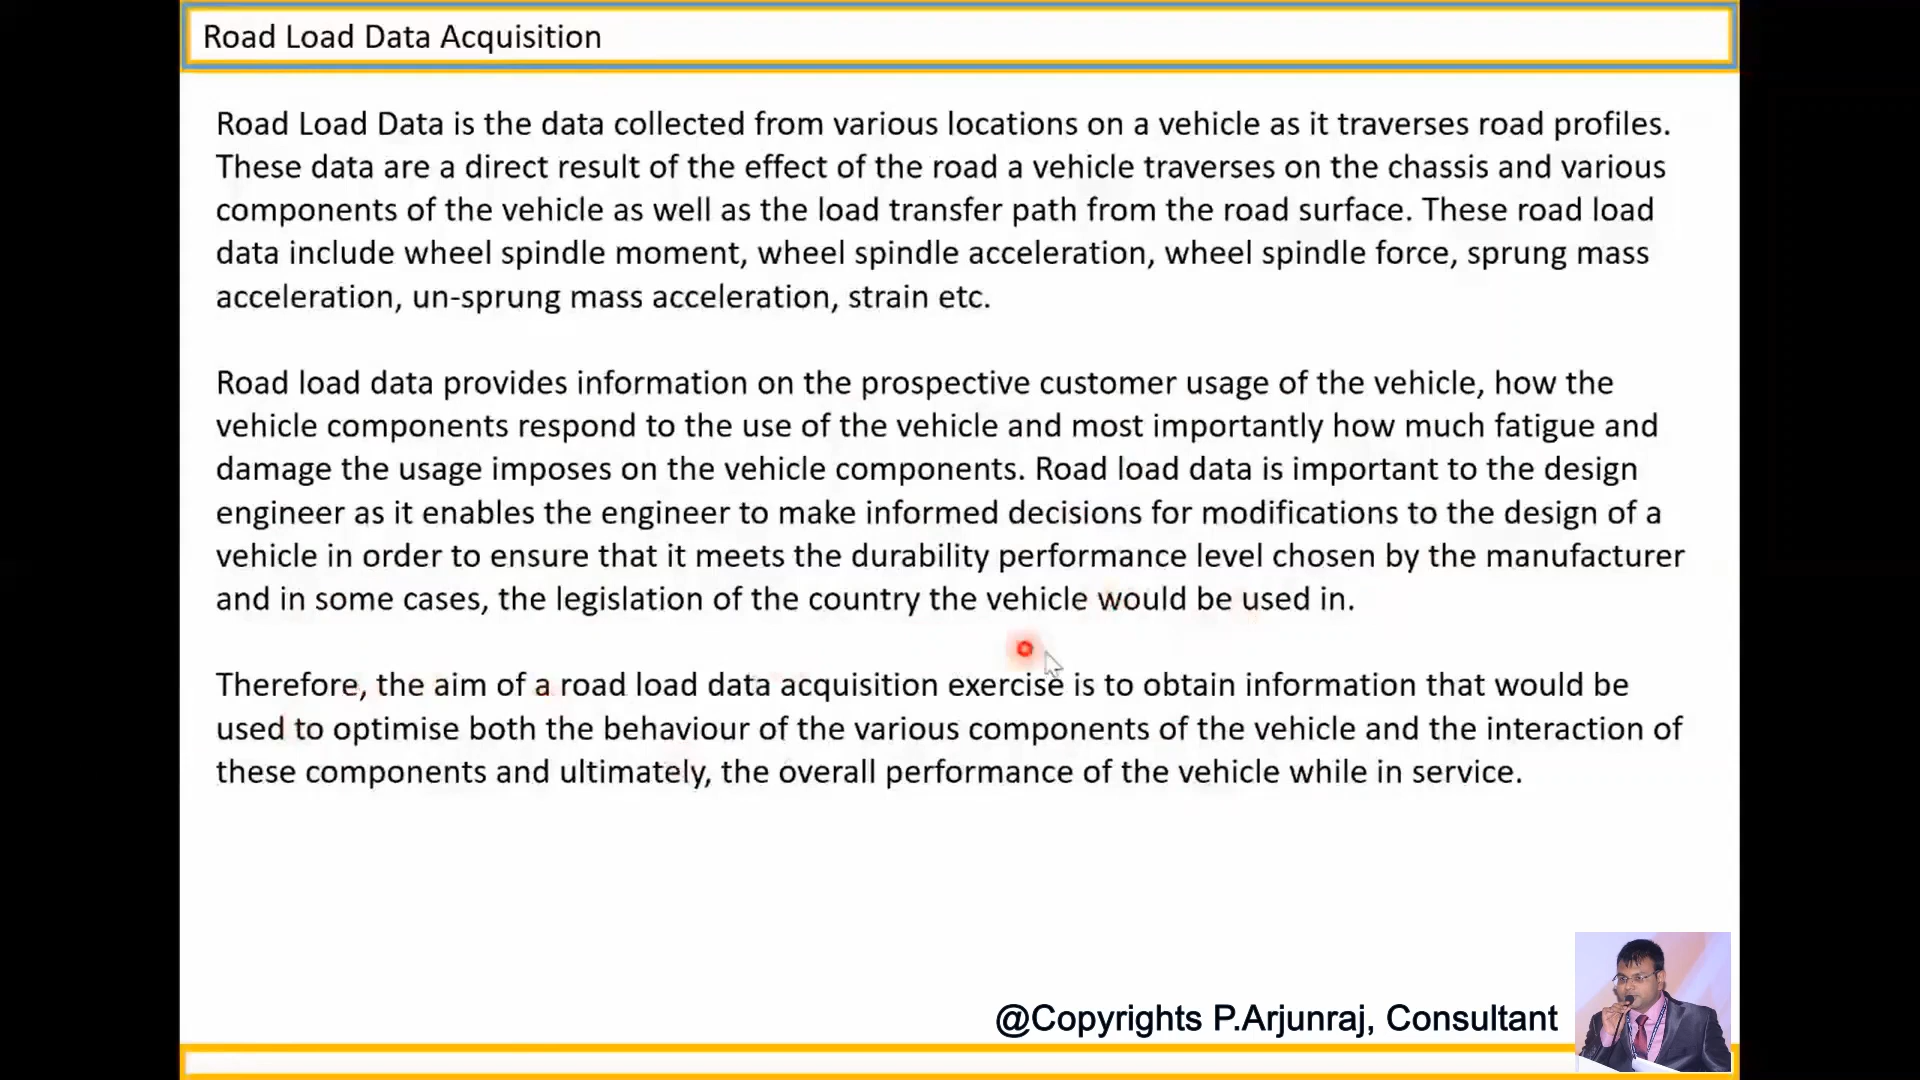 Road Load Data Acquisition
Road Load Data is the data collected from various locations on a vehicle as it traverses road profiles.
These data are a direct result of the effect of the road a vehicle traverses on the chassis and various
components of the vehicle as well as the load transfer path from the road surface. These road load
data include wheel spindle moment, wheel spindle acceleration, wheel spindle force, sprung mass
acceleration, un-sprung mass acceleration, strain etc.
Road load data provides information on the prospective customer usage of the vehicle, how the
vehicle components respond to the use of the vehicle and most importantly how much fatigue and
damage the usage imposes on the vehicle components. Road load data is important to the design
engineer as it enables the engineer to make informed decisions for modifications to the design of a
vehicle in order to ensure that it meets the durability performance level chosen by the manufacturer
and in some cases, the legislation of the country the vehicle would be used in.
Therefore, the aim of a road load data acquisition exercise is to obtain information that would be
used to optimise both the behaviour of the various components of the vehicle and the interaction of
these components and ultimately, the overall performance of the vehicle while in service.
@Copyrights P.Arjunraj, Consultant